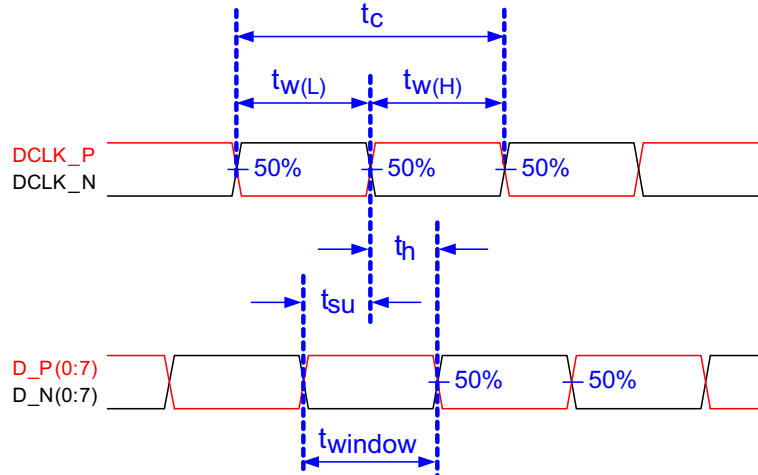 tc
tw(L) tw(H)
DCLK_P
DCLK_N
50% 50% 50%
th
tsu
D_P(0:7)
D_N(0:7)
50% 50%
twindow